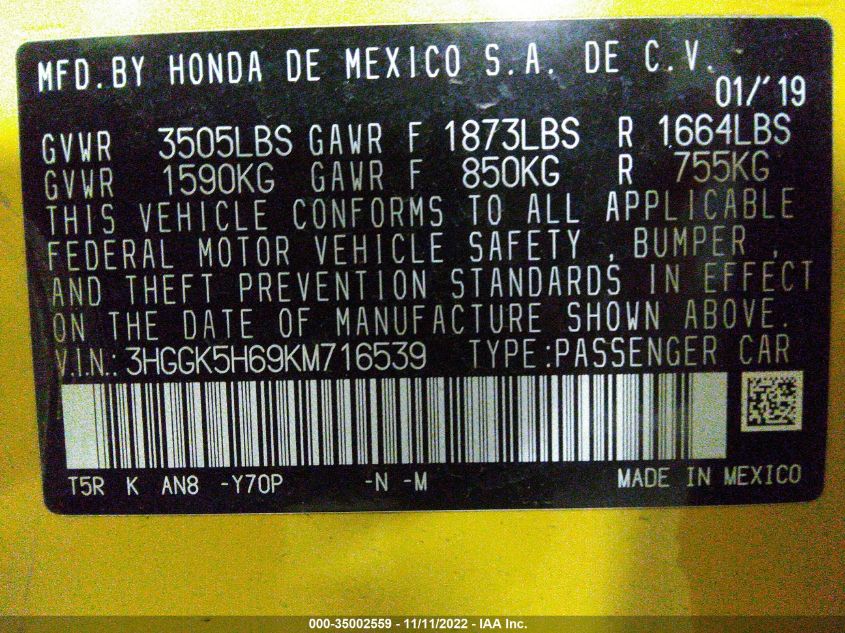 MFD.BY HONDA DE MEXICO S.A. DE C.V.
01/'19
GVWR 3505LBS GAWR F 1873LBS R 1664LBS
GVWR 1590KG GAWR F 850KG R 755KG
THIS VEHICLE CONFORMS TO ALL APPLICABLE
FEDERAL MOTOR VEHICLE SAFETY , BUMPER ,
AND THEFT PREVENTION STANDARDS IN EFFECT
ON THE DATE OF MANUFACTURE SHOWN ABOVE.
V.I.N.: 3HGGK5H69KM716539 TYPE:PASSENGER CAR
T5R K AN8 -Y70P -N -M MADE IN MEXICO
000-35002559 - 11/11/2022 - IAA Inc.